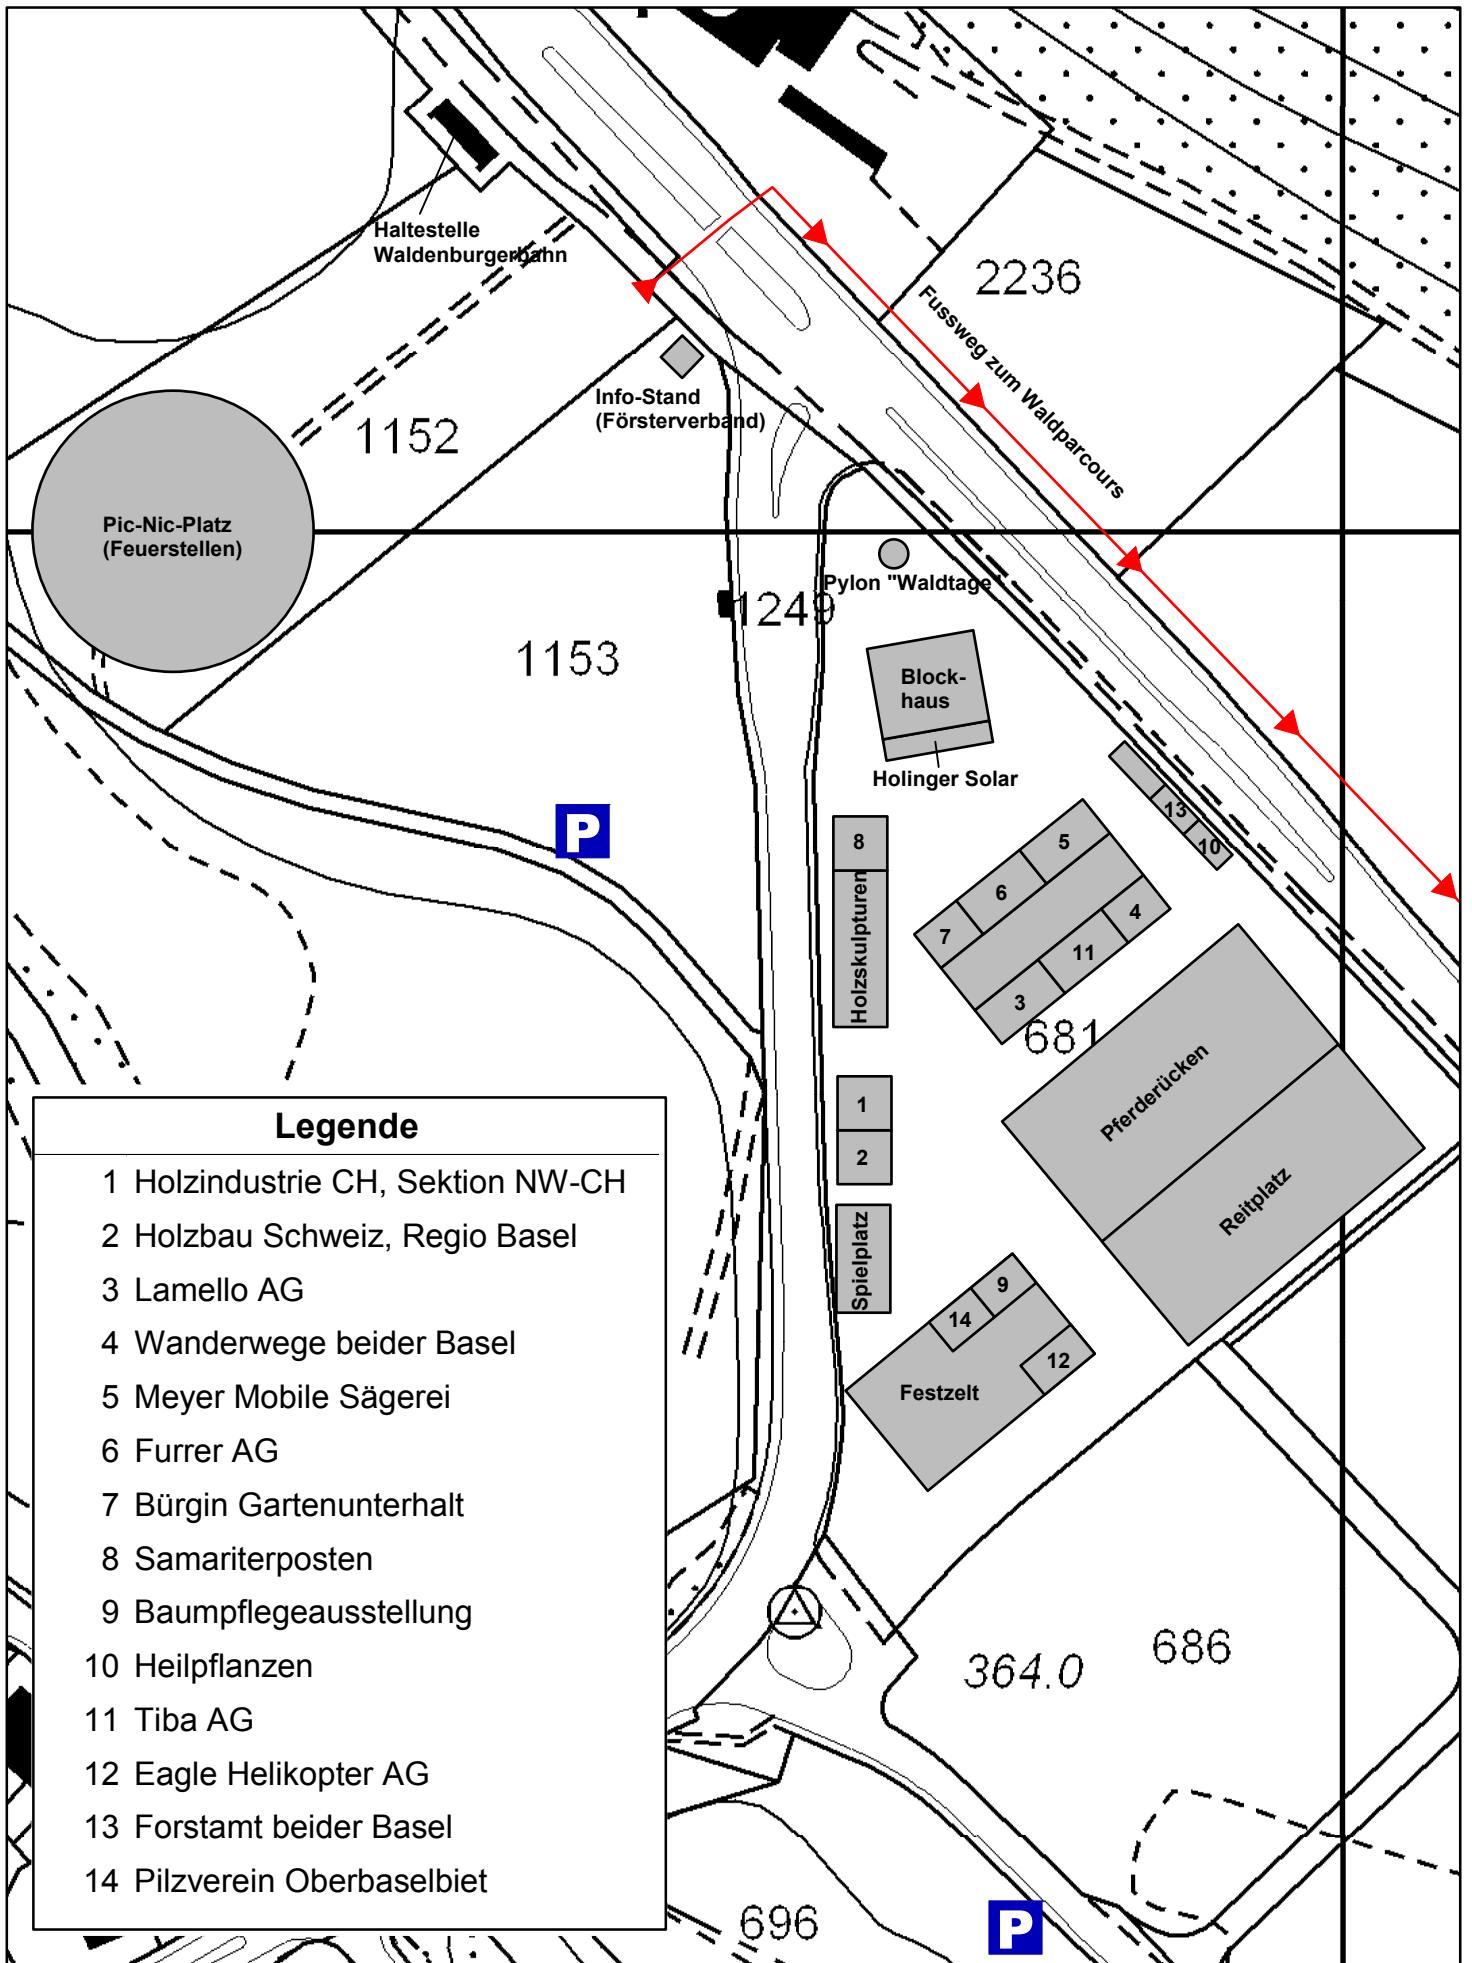 Haltestelle
Waldenburgerbahn
2236
Fussweg zum Waldparcours
Info-Stand
(Försterverband)
1152
Pic-Nic-Platz
(Feuerstellen)
Pylon "Waldtage"
1249
1153
Block-
haus
Holinger Solar
P
8
Holzskulpturen
5
6
7
13
10
4
11
3
681
1
2
Pferderücken
Reitplatz
Spielplatz
9
14
12
Festzelt
Legende
1 Holzindustrie CH, Sektion NW-CH
2 Holzbau Schweiz, Regio Basel
3 Lamello AG
4 Wanderwege beider Basel
5 Meyer Mobile Sägerei
6 Furrer AG
7 Bürgin Gartenunterhalt
8 Samariterposten
9 Baumpflegeausstellung
10 Heilpflanzen
11 Tiba AG
12 Eagle Helikopter AG
13 Forstamt beider Basel
14 Pilzverein Oberbaselbiet
364.0
686
696
P